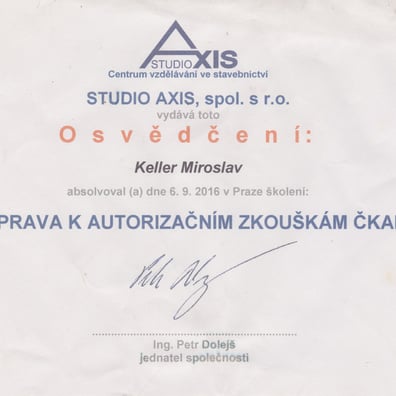 AXIS
STUDIO
Centrum vzdělávání ve stavebnictví
STUDIO AXIS, spol. s r.o.
vydává toto
Osvědčení:
Keller Miroslav
absolvoval (a) dne 6. 9. 2016 v Praze školení:
PRAVA K AUTORIZAČNÍM ZKOUŠKÁM ČKA
Ing. Petr Dolejš
jednatel společnosti